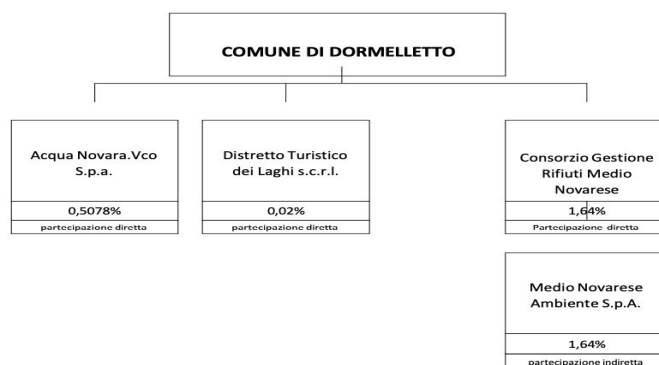 COMUNE DI DORMELLETTO
Acqua Novara.Vco
S.p.a.
0,5078%
partecipazione diretta
Distretto Turistico
dei Laghi s.c.r.l.
0,02%
partecipazione diretta
Consorzio Gestione
Rifiuti Medio
Novarese
1,64%
Partecipazione diretta
Medio Novarese
Ambiente S.p.A.
1,64%
partecipazione indiretta